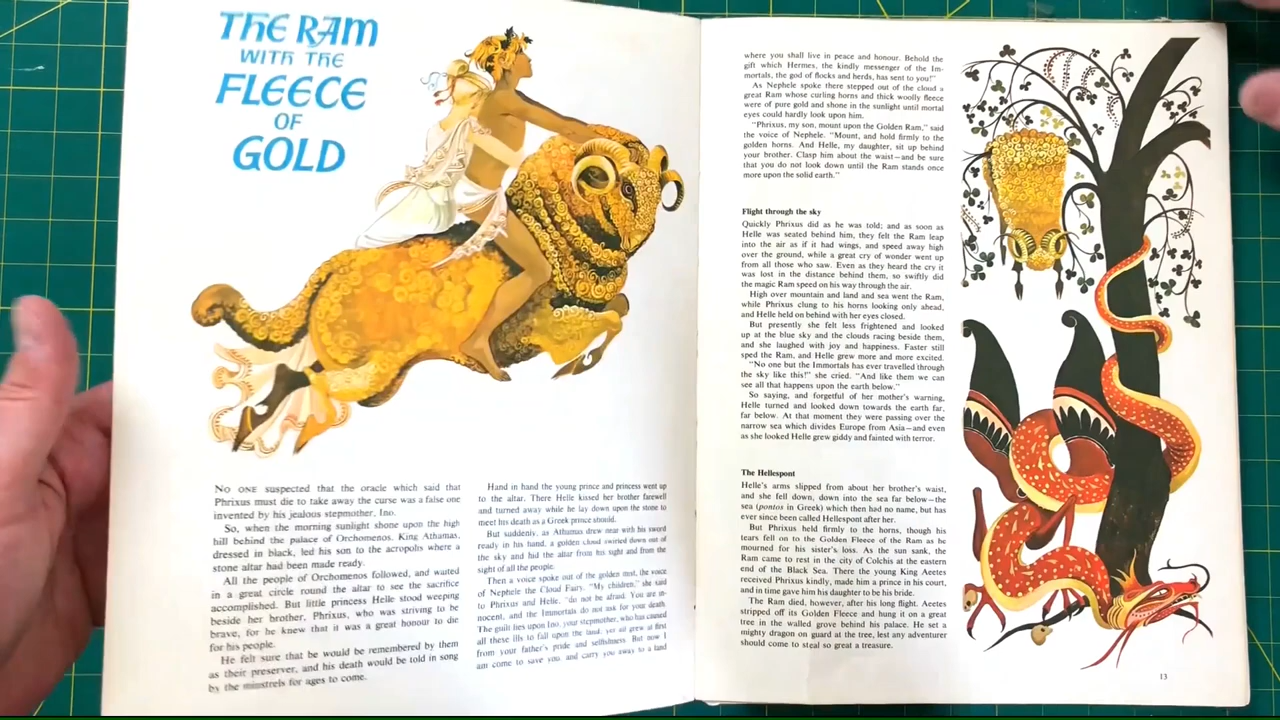 THE RAM
WITH THE
FLEECE
OF
GOLD
NO ONE suspected that the oracle which said that
Phrixus must die to take away the curse was a false one
invented by his jealous stepmother, Ino.
So, when the morning sunlight shone upon the high
hill behind the palace of Orchomenos, King Athamas,
dressed in black, led his son to the acropolis where a
stone altar had been made ready.
All the people of Orchomenos followed, and waited
in a great circle round the altar to see the sacrifice
accomplished. But little princess Helle stood weeping
beside her brother, Phrixus, who was striving to be
brave, for he knew that it was a great honour to die
for his people.
He felt sure that he would be remembered by them
as their preserver, and his death would be told in song
by the minstrels for ages to come.
Hand in hand the young prince and princess went up
to the altar. There Helle kissed her brother farewell
and turned away while he lay down upon the stone to
meet his death as a Greek prince should.
But suddenly, as Athamas drew near with his sword
ready in his hand, a golden cloud swirled down out of
the sky and hid the altar from his sight and from the
sight of all the people.
Then a voice spoke out of the golden mist, the voice
of Nephele the Cloud Fairy. "My children," she said
to Phrixus and Helle, "do not be afraid. You are in-
nocent, and the Immortals do not ask for your death.
The guilt lies upon Ino, your stepmother, who has caused
all these ills to fall upon the land, yet all grew at first
from your father's pride and selfishness. But now I
am come to save you, and carry you away to a land
where you shall live in peace and honour. Behold the
gift which Hermes, the kindly messenger of the Im-
mortals, the god of flocks and herds, has sent to you!"
As Nephele spoke there stepped out of the cloud a
great Ram whose curling horns and thick woolly fleece
were of pure gold and shone in the sunlight until mortal
eyes could hardly look upon him.
"Phrixus, my son, mount upon the Golden Ram," said
the voice of Nephele. "Mount, and hold firmly to the
golden horns. And Helle, my daughter, sit up behind
your brother. Clasp him about the waist—and be sure
that you do not look down until the Ram stands once
more upon the solid earth."
Flight through the sky
Quickly Phrixus did as he was told; and as soon as
Helle was seated behind him, they felt the Ram leap
into the air as if it had wings, and speed away high
over the ground, while a great cry of wonder went up
from all those who saw. Even as they heard the cry it
was lost in the distance behind them, so swiftly did
the magic Ram speed on his way through the air.
High over mountain and land and sea went the Ram,
while Phrixus clung to his horns looking only ahead,
and Helle held on behind with her eyes closed.
But presently she felt less frightened and looked
up at the blue sky and the clouds racing beside them,
and she laughed with joy and happiness. Faster still
sped the Ram, and Helle grew more and more excited.
"No one but the Immortals has ever travelled through
the sky like this!" she cried. "And like them we can
see all that happens upon the earth below."
So saying, and forgetful of her mother's warning,
Helle turned and looked down towards the earth far,
far below. At that moment they were passing over the
narrow sea which divides Europe from Asia—and even
as she looked Helle grew giddy and fainted with terror.
The Hellespont
Helle's arms slipped from about her brother's waist,
and she fell down, down into the sea far below—the
sea (pontos in Greek) which then had no name, but has
ever since been called Hellespont after her.
But Phrixus held firmly to the horns, though his
tears fell on to the Golden Fleece of the Ram as he
mourned for his sister's loss. As the sun sank, the
Ram came to rest in the city of Colchis at the eastern
end of the Black Sea. There the young King Aeetes
received Phrixus kindly, made him a prince in his court,
and in time gave him his daughter to be his bride.
The Ram died, however, after his long flight. Aeetes
stripped off its Golden Fleece and hung it on a great
tree in the walled grove behind his palace. He set a
mighty dragon on guard at the tree, lest any adventurer
should come to steal so great a treasure.
13